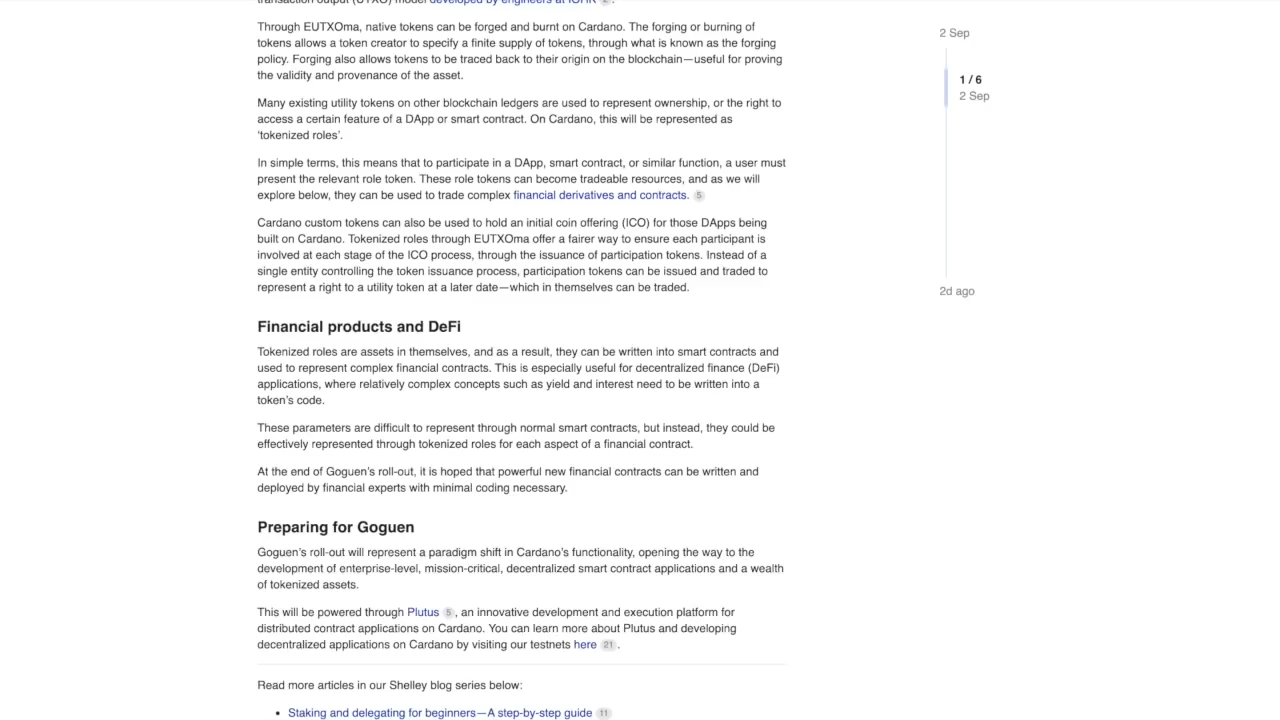 transaction output (UTXO) model developed by engineers at IOHK 2.
Through EUTXOma, native tokens can be forged and burnt on Cardano. The forging or burning of
tokens allows a token creator to specify a finite supply of tokens, through what is known as the forging
policy. Forging also allows tokens to be traced back to their origin on the blockchain—useful for proving
the validity and provenance of the asset.
Many existing utility tokens on other blockchain ledgers are used to represent ownership, or the right to
access a certain feature of a DApp or smart contract. On Cardano, this will be represented as
‘tokenized roles’.
In simple terms, this means that to participate in a DApp, smart contract, or similar function, a user must
present the relevant role token. These role tokens can become tradeable resources, and as we will
explore below, they can be used to trade complex financial derivatives and contracts. 5
Cardano custom tokens can also be used to hold an initial coin offering (ICO) for those DApps being
built on Cardano. Tokenized roles through EUTXOma offer a fairer way to ensure each participant is
involved at each stage of the ICO process, through the issuance of participation tokens. Instead of a
single entity controlling the token issuance process, participation tokens can be issued and traded to
represent a right to a utility token at a later date—which in themselves can be traded.
Financial products and DeFi
Tokenized roles are assets in themselves, and as a result, they can be written into smart contracts and
used to represent complex financial contracts. This is especially useful for decentralized finance (DeFi)
applications, where relatively complex concepts such as yield and interest need to be written into a
token’s code.
These parameters are difficult to represent through normal smart contracts, but instead, they could be
effectively represented through tokenized roles for each aspect of a financial contract.
At the end of Goguen’s roll-out, it is hoped that powerful new financial contracts can be written and
deployed by financial experts with minimal coding necessary.
Preparing for Goguen
Goguen’s roll-out will represent a paradigm shift in Cardano’s functionality, opening the way to the
development of enterprise-level, mission-critical, decentralized smart contract applications and a wealth
of tokenized assets.
This will be powered through Plutus 5, an innovative development and execution platform for
distributed contract applications on Cardano. You can learn more about Plutus and developing
decentralized applications on Cardano by visiting our testnets here 21.
Read more articles in our Shelley blog series below:
• Staking and delegating for beginners—A step-by-step guide 11
2 Sep
1 / 6
2 Sep
2d ago